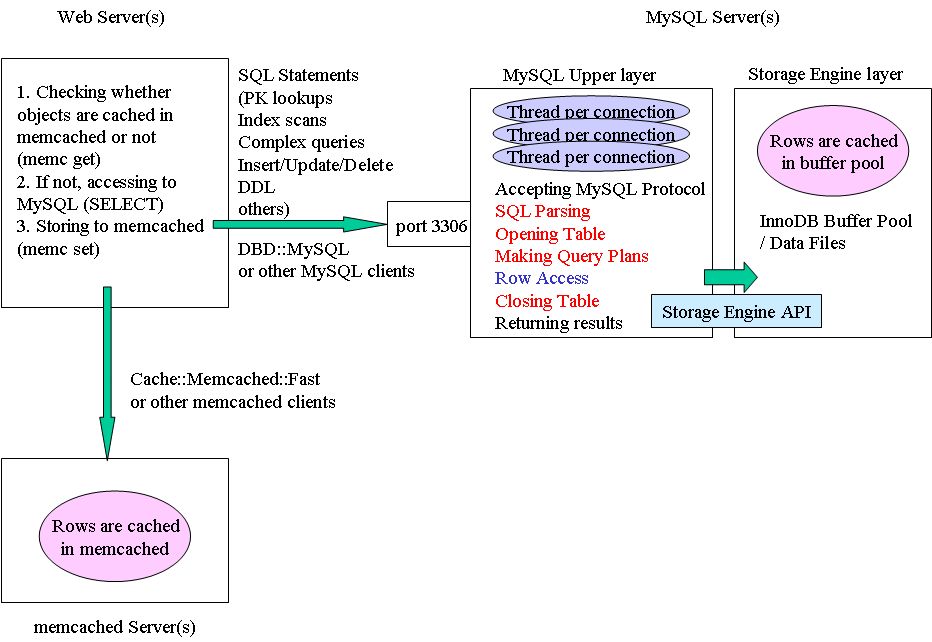 Web Server(s)
MySQL Server(s)
1. Checking whether
objects are cached in
memcached or not
(memc get)
2. If not, accessing to
MySQL (SELECT)
3. Storing to memcached
(memc set)
SQL Statements
(PK lookups
Index scans
Complex queries
Insert/Update/Delete
DDL
others)
DBD::MySQL
or other MySQL clients
port 3306
MySQL Upper layer
Thread per connection
Thread per connection
Thread per connection
Accepting MySQL Protocol
SQL Parsing
Opening Table
Making Query Plans
Row Access
Closing Table
Returning results
Storage Engine layer
Rows are cached
in buffer pool
InnoDB Buffer Pool
/ Data Files
Storage Engine API
Cache::Memcached::Fast
or other memcached clients
Rows are cached
in memcached
memcached Server(s)